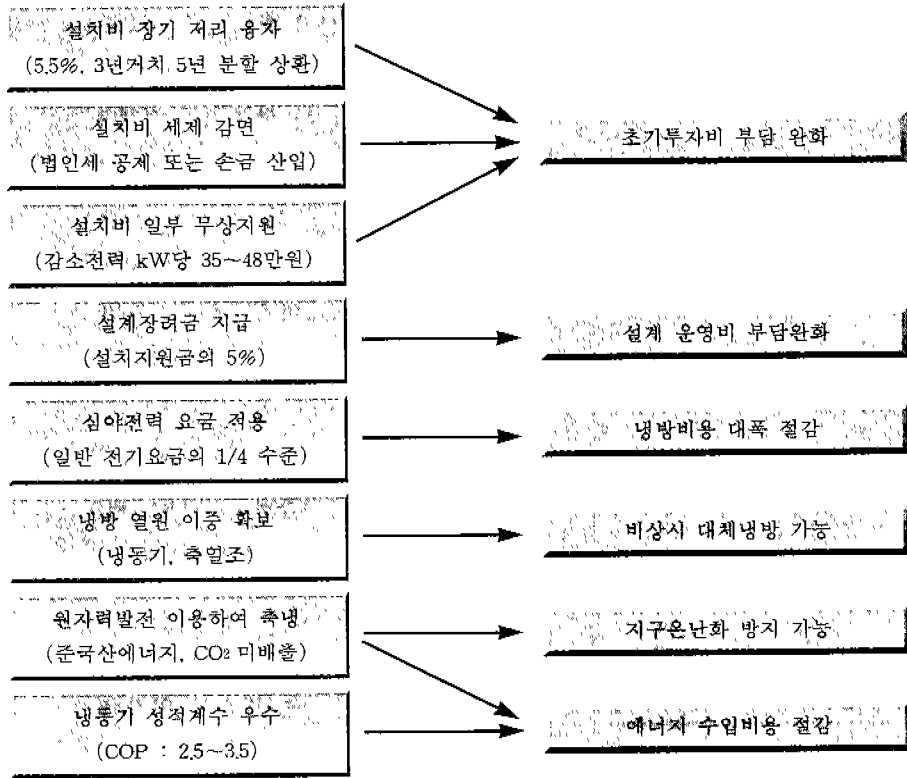 설치비 장기 저리 융자
(5.5%, 3년거치 5년 분할 상환)
설치비 세제 감면
(법인세 공제 또는 손금 산입)
초기투자비 부담 완화
설치비 일부 무상지원
(감소전력 kW당 35~48만원)
설계장려금 지급
(설치지원금의 5%)
설계 운영비 부담완화
심야전력 요금 적용
(일반 전기요금의 1/4 수준)
냉방비용 대폭 절감
냉방 열원 이중 확보
(냉동기, 축열조)
비상시 대체냉방 가능
원자력발전 이용하여 축냉
(준국산에너지, CO2 미배출)
지구온난화 방지 가능
냉동기 성적계수 우수
(COP : 2.5~3.5)
에너지 수입비용 절감